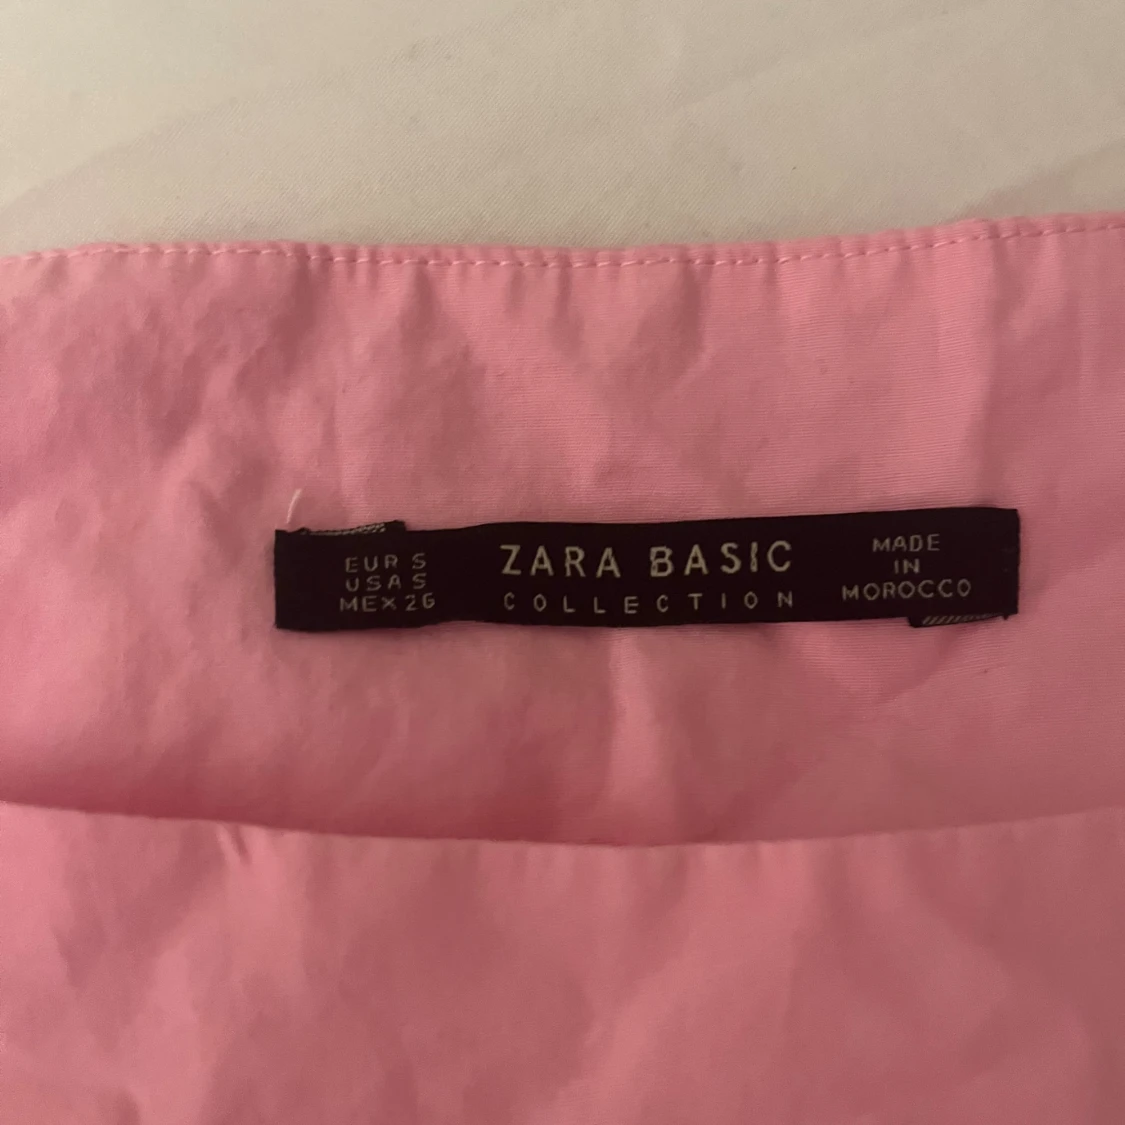 EUR S
USA S
MEX 26
ZARA BASIC
COLLECTION
MADE
IN
MOROCCO